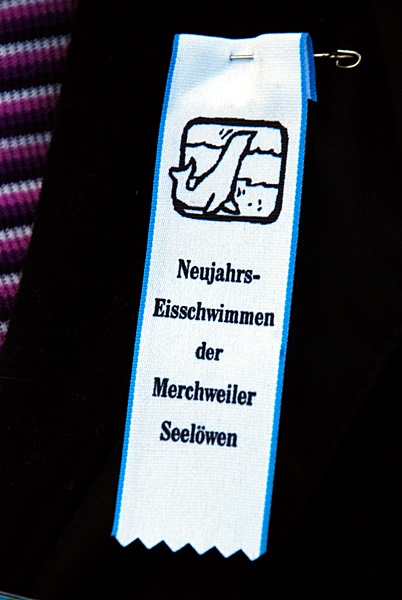 Neujahrs-
Eisschwimmen
der
Merchweiler
Seelöwen